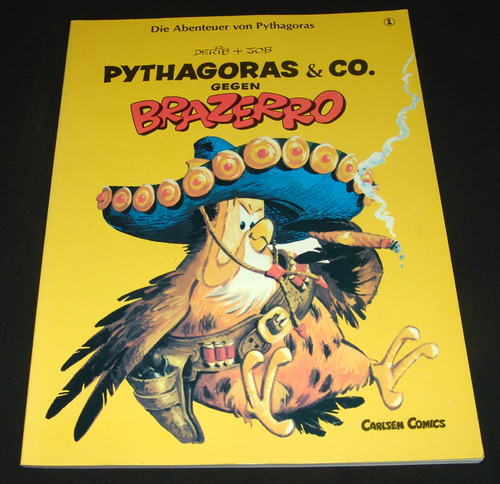 Die Abenteuer von Pythagoras
1
DERIB + JOB
PYTHAGORAS & CO.
GEGEN
BRAZERRO
CARLSEN COMICS